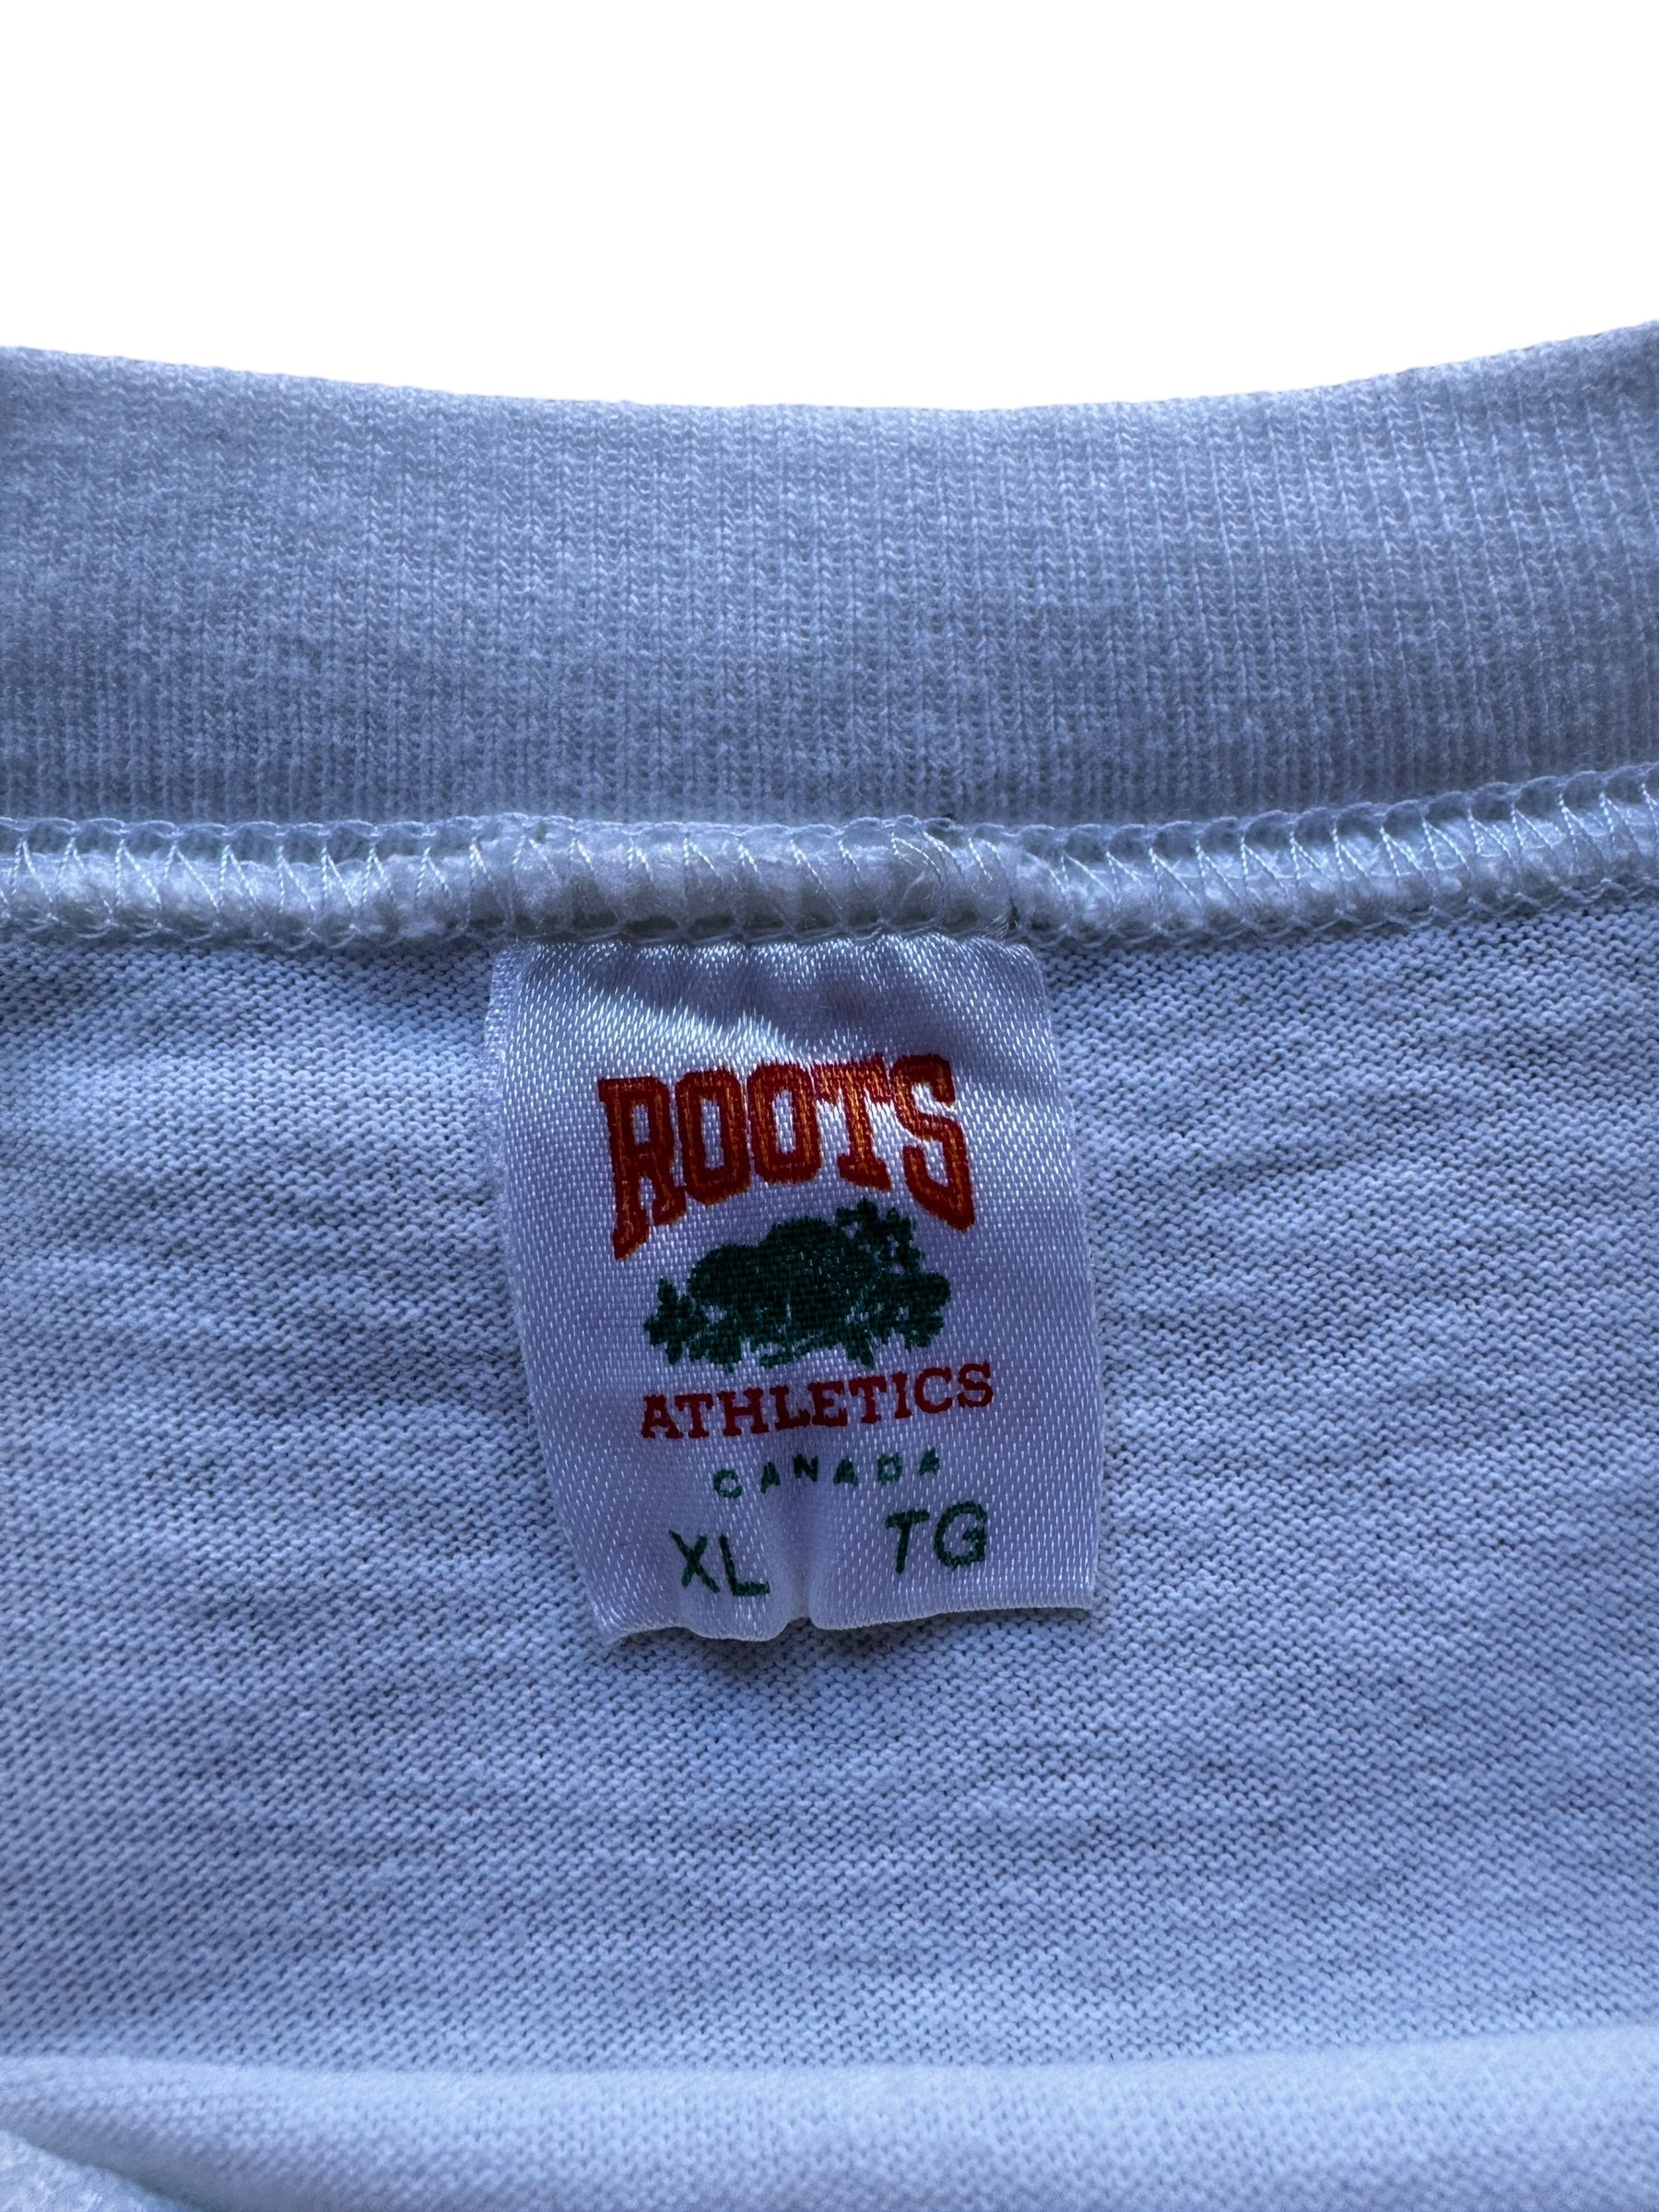 ROOTS
ATHLETICS
CANADA
XL TG